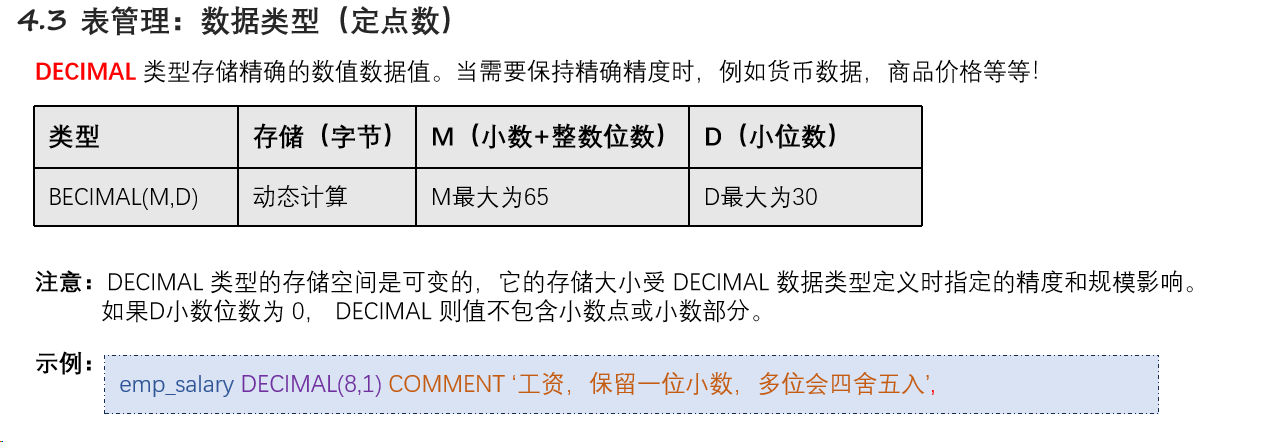 4.3 表管理：数据类型（定点数）
DECIMAL 类型存储精确的数值数据值。当需要保持精确精度时，例如货币数据，商品价格等等！
类型 存储（字节） M（小数+整数位数） D（小位数）
BECIMAL(M,D) 动态计算 M最大为65 D最大为30
注意：DECIMAL 类型的存储空间是可变的，它的存储大小受 DECIMAL 数据类型定义时指定的精度和规模影响。
如果D小数位数为 0， DECIMAL 则值不包含小数点或小数部分。
示例：
emp_salary DECIMAL(8,1) COMMENT ‘工资，保留一位小数，多位会四舍五入’,